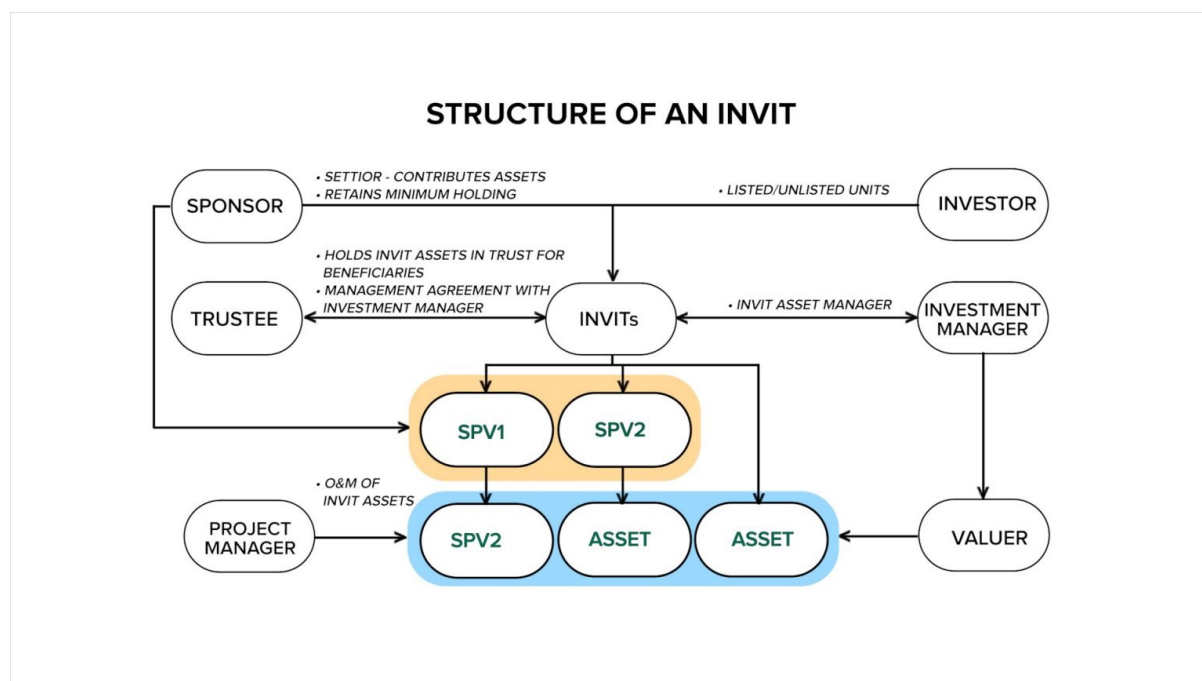 STRUCTURE OF AN INVIT
SPONSOR
• SETTIOR - CONTRIBUTES ASSETS
• RETAINS MINIMUM HOLDING
• LISTED/UNLISTED UNITS
INVESTOR
TRUSTEE
• HOLDS INVIT ASSETS IN TRUST FOR
BENEFICIARIES
• MANAGEMENT AGREEMENT WITH
INVESTMENT MANAGER
INVITs
• INVIT ASSET MANAGER
INVESTMENT
MANAGER
SPV1
SPV2
• O&M OF
INVIT ASSETS
PROJECT
MANAGER
SPV2
ASSET
ASSET
VALUER